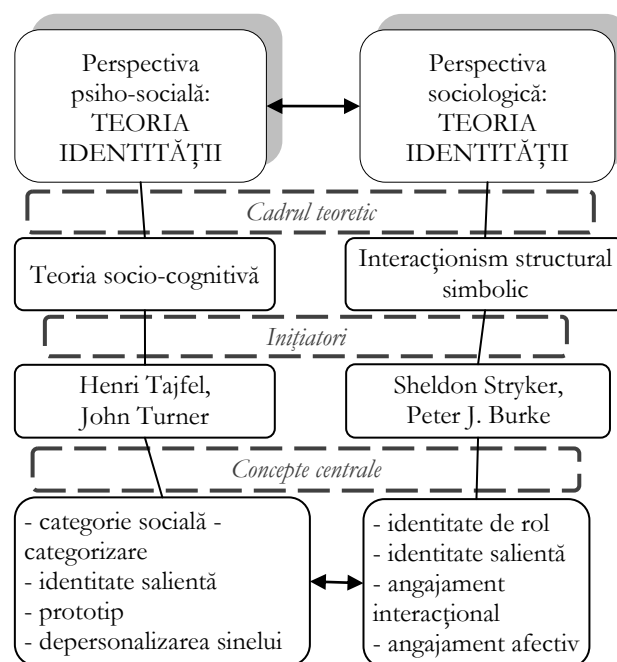 Perspectiva
psiho-socială:
TEORIA
IDENTITĂȚII
Perspectiva
sociologică:
TEORIA
IDENTITĂȚII
Cadrul teoretic
Teoria socio-cognitivă
Interacționism structural
simbolic
Inițiatori
Henri Tajfel,
John Turner
Sheldon Stryker,
Peter J. Burke
Concepte centrale
- categorie socială -
categorizare
- identitate salientă
- prototip
- depersonalizarea sinelui
- identitate de rol
- identitate salientă
- angajament
interacțional
- angajament afectiv